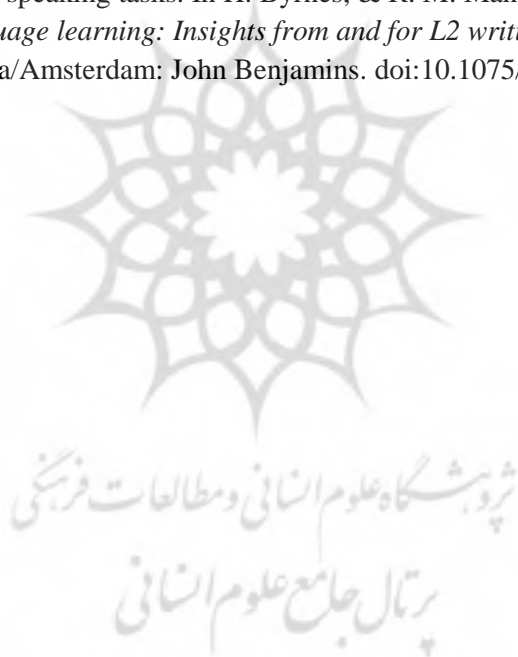 speaking tasks. In H. Byrnes, & R. M. Man
uage learning: Insights from and for L2 writ
a/Amsterdam: John Benjamins. doi:10.1075/
پژوهشگاه علوم انسانی و مطالعات فرهنگی
پرتال جامع علوم انسانی